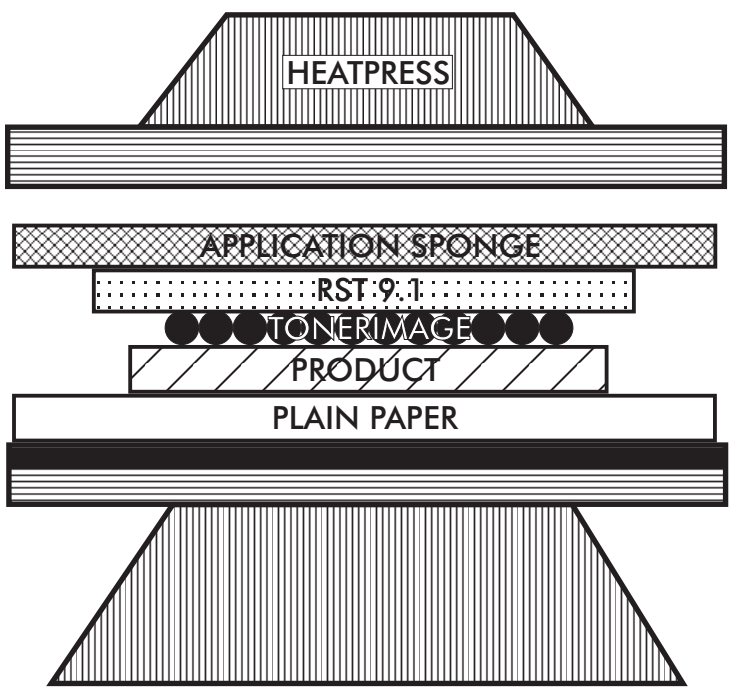 HEATPRESS
APPLICATION SPONGE
RST 9.1
TONERIMAGE
PRODUCT
PLAIN PAPER